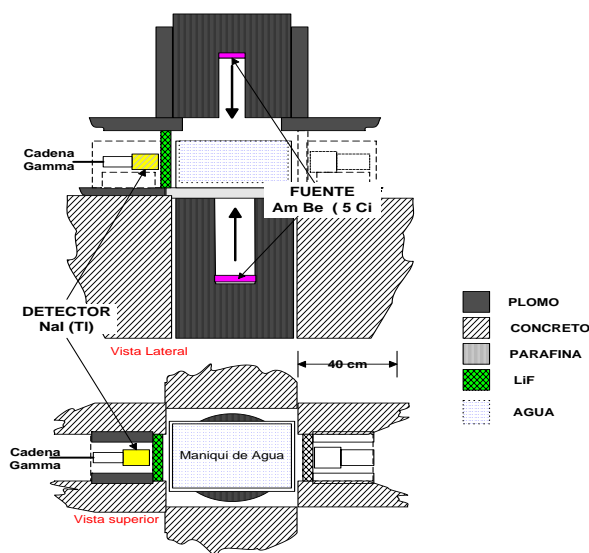 Cadena
Gamma
FUENTE
Am Be ( 5 Ci
DETECTOR
NaI (Tl)
Vista Lateral
40 cm
PLOMO
CONCRETO
PARAFINA
LiF
AGUA
Cadena
Gamma
Maniqui de Agua
Vista superior